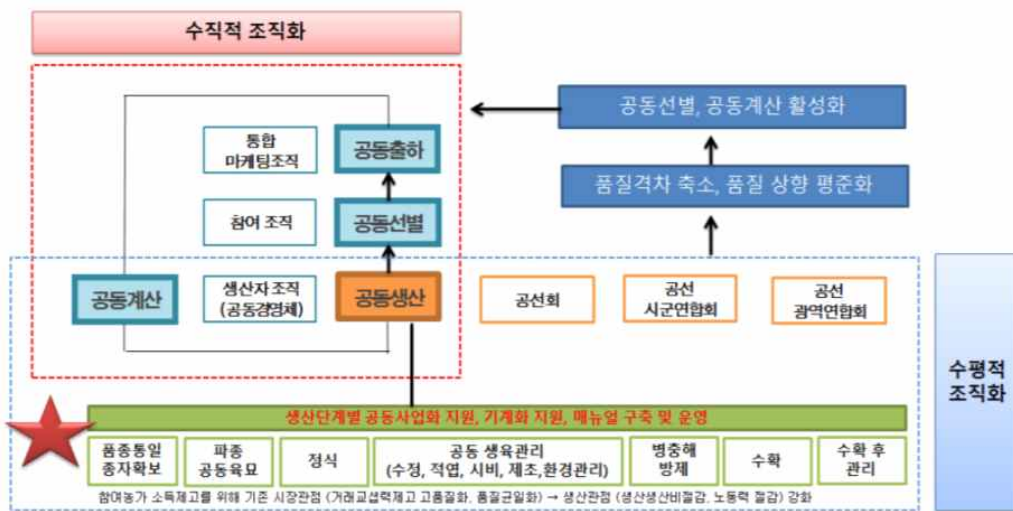 수직적 조직화
공동선별, 공동계산 활성화
통합
마케팅조직
공동출하
품질격차 축소, 품질 상향 평준화
참여 조직
공동선별
공동계산
생산자 조직
(공동경영체)
공동생산
공선회
공선
시군연합회
공선
광역연합회
수평적
조직화
생산단계별 공동사업화 지원, 기계화 지원, 매뉴얼 구축 및 운영
품종통일
종자확보
파종
공동육묘
정식
공동 생육관리
(수정, 적엽, 시비, 제초,환경관리)
병충해
방제
수확
수확 후
관리
참여농가 소득제고를 위해 기존 시장관점 (거래교섭력제고 고품질화, 품질균일화) → 생산관점 (생산생산비절감, 노동력 절감) 강화